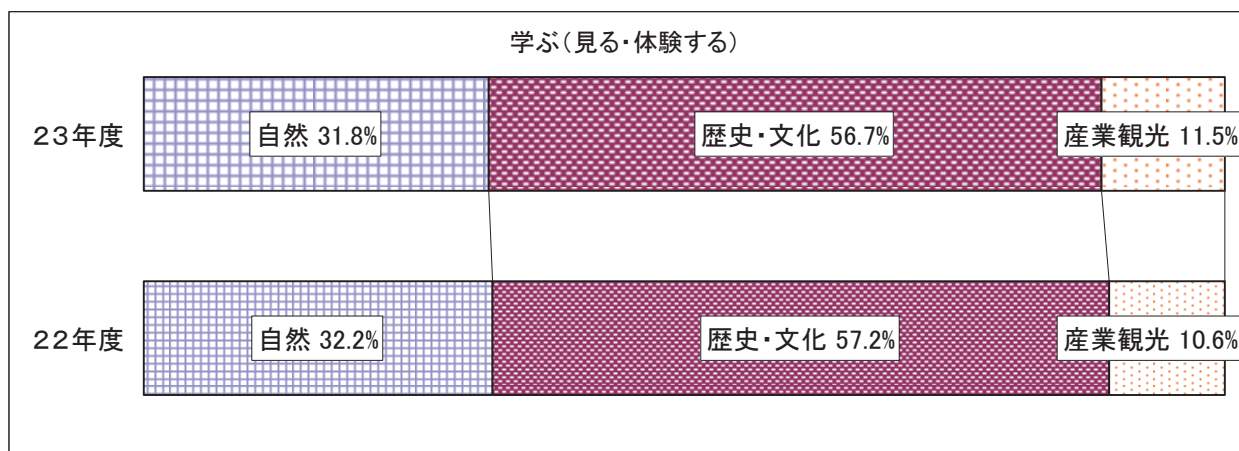 学ぶ(見る・体験する)
23年度
自然 31.8%
歴史・文化 56.7%
産業観光 11.5%
22年度
自然 32.2%
歴史・文化 57.2%
産業観光 10.6%